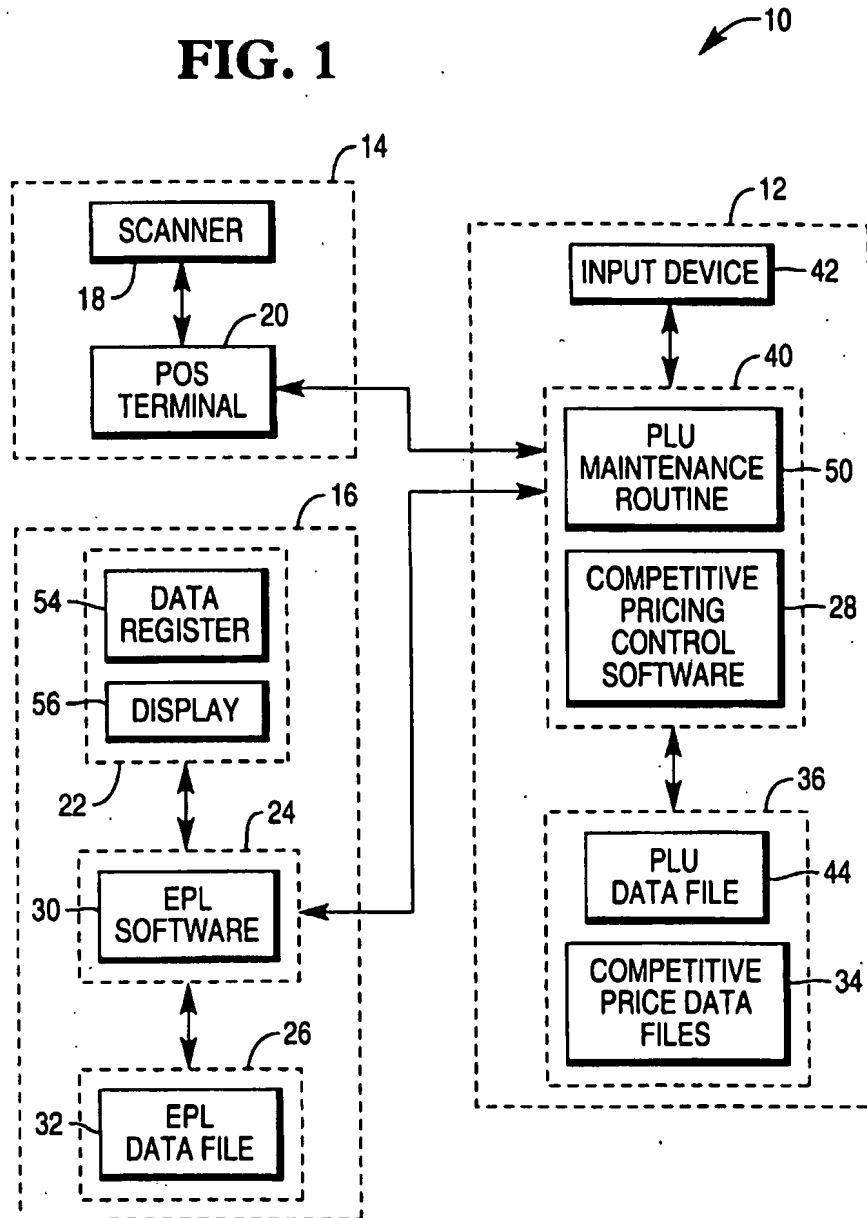 FIG. 1
10
14
SCANNER
18
20
POS
TERMINAL
12
INPUT DEVICE
42
40
PLU
MAINTENANCE
ROUTINE
50
COMPETITIVE
PRICING
CONTROL
SOFTWARE
28
16
54
DATA
REGISTER
56
DISPLAY
22
24
30
EPL
SOFTWARE
26
32
EPL
DATA FILE
36
PLU
DATA FILE
44
COMPETITIVE
PRICE DATA
FILES
34